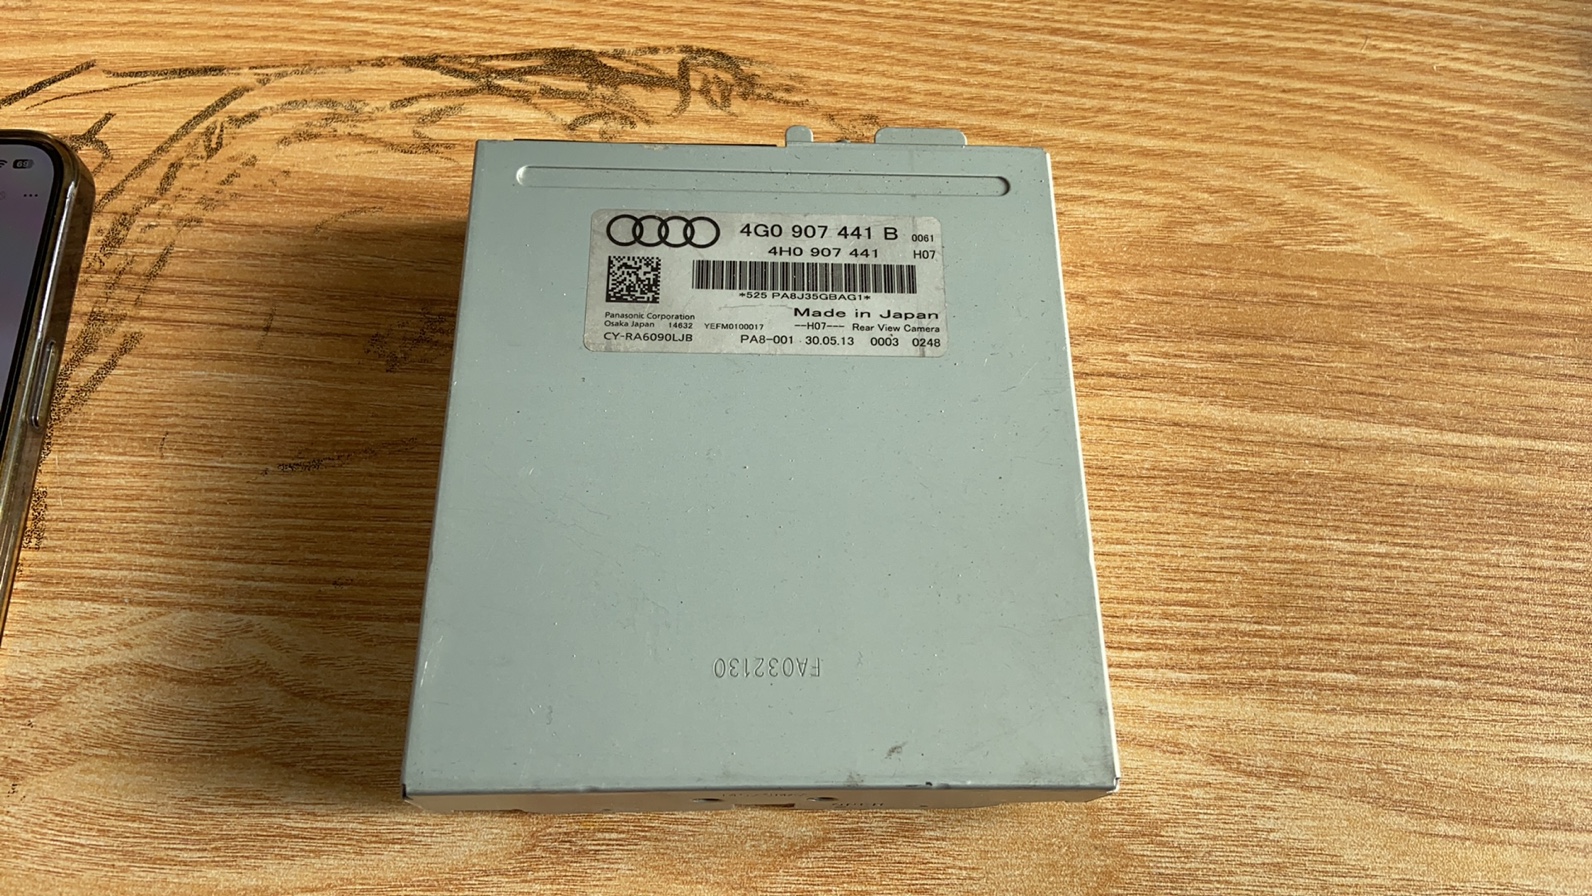 69
4G0 907 441 B 0061
4H0 907 441 H07
*525 PA8J35GBAG1*
Made in Japan
Panasonic Corporation
Osaka Japan 14632 YEFM0100017 --H07--- Rear View Camera
CY-RA6090LJB PA8-001 30.05.13 0003 0248
FA032130